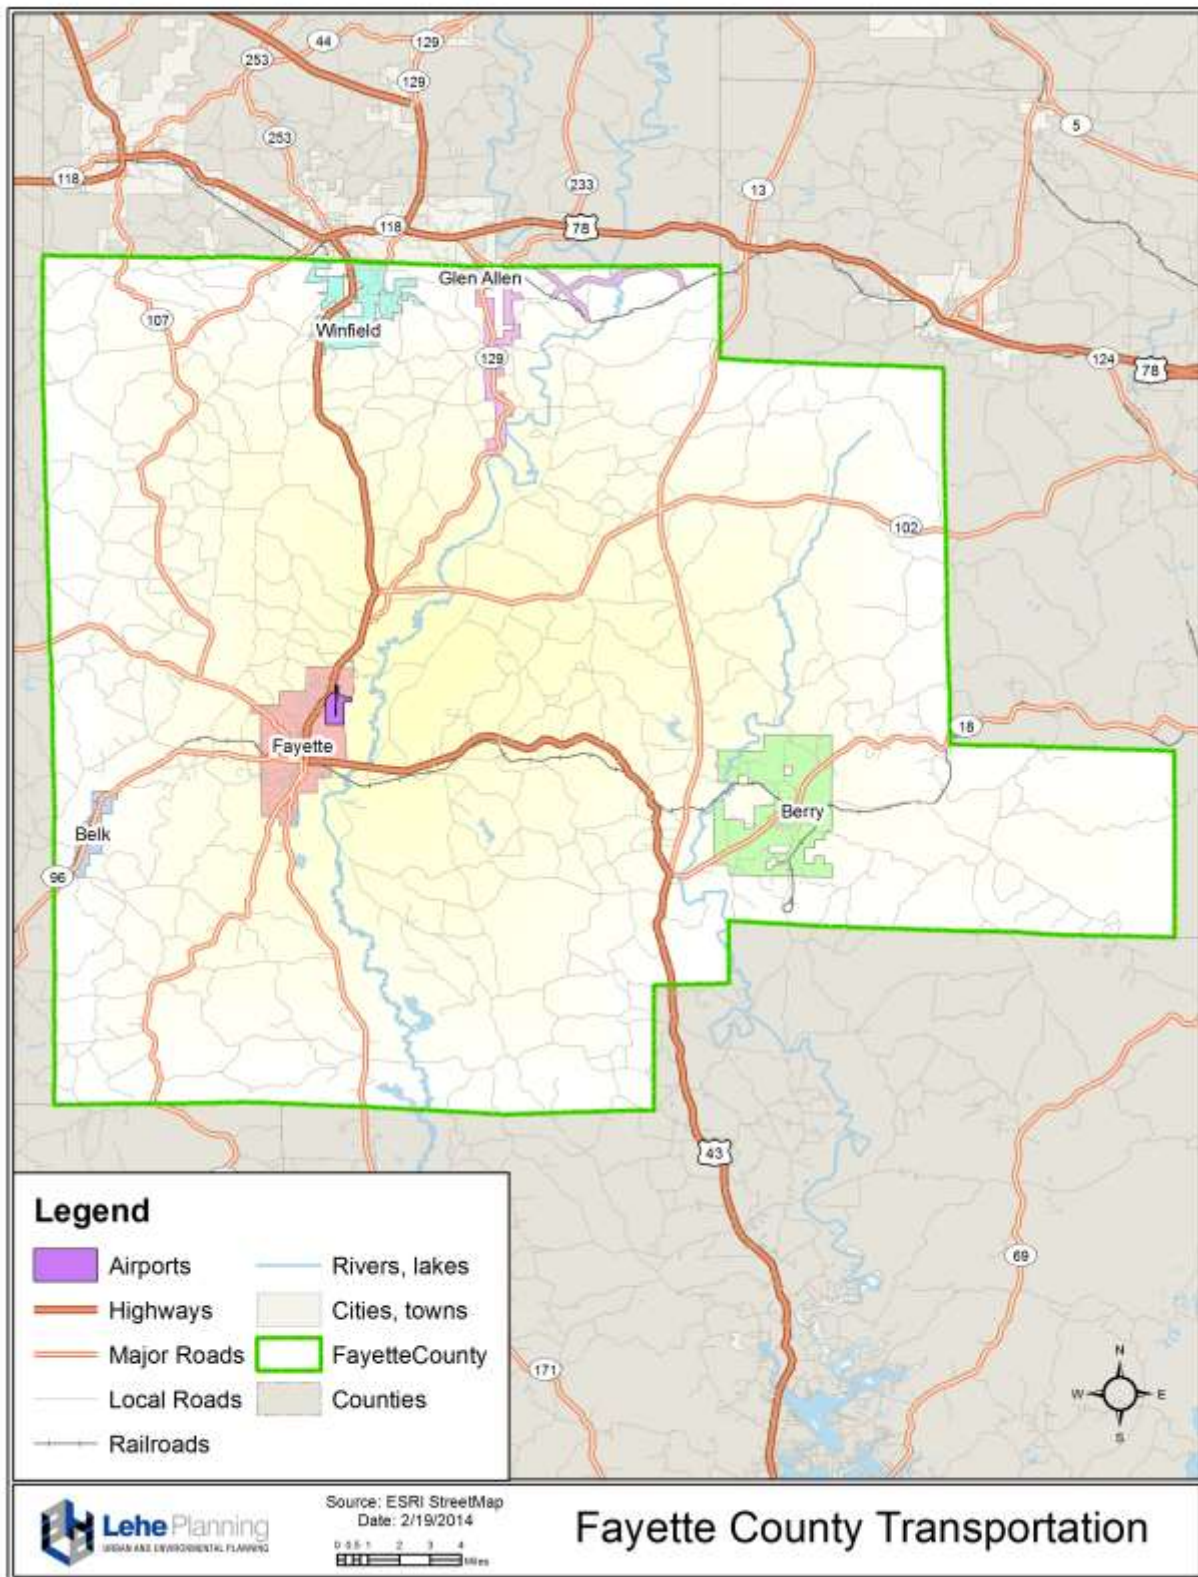 44
129
253
129
5
253
118
233
13
118
78
Glen Allen
107
Winfield
129
124
78
102
18
Fayette
Berry
Belk
96
43
69
171
N
W E
S
Legend
Airports
Highways
Major Roads
Local Roads
Railroads
Rivers, lakes
Cities, towns
FayetteCounty
Counties
Lehe Planning
URBAN AND ENVIRONMENTAL PLANNING
Source: ESRI StreetMap
Date: 2/19/2014
0 0.5 1 2 3 4
Miles
Fayette County Transportation